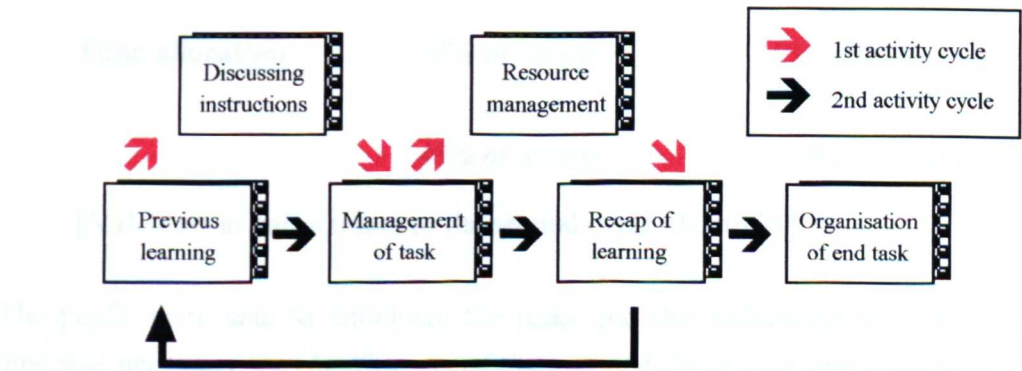 Discussing
instructions
Resource
management
1st activity cycle
2nd activity cycle
Previous
learning
Management
of task
Recap of
learning
Organisation
of end task